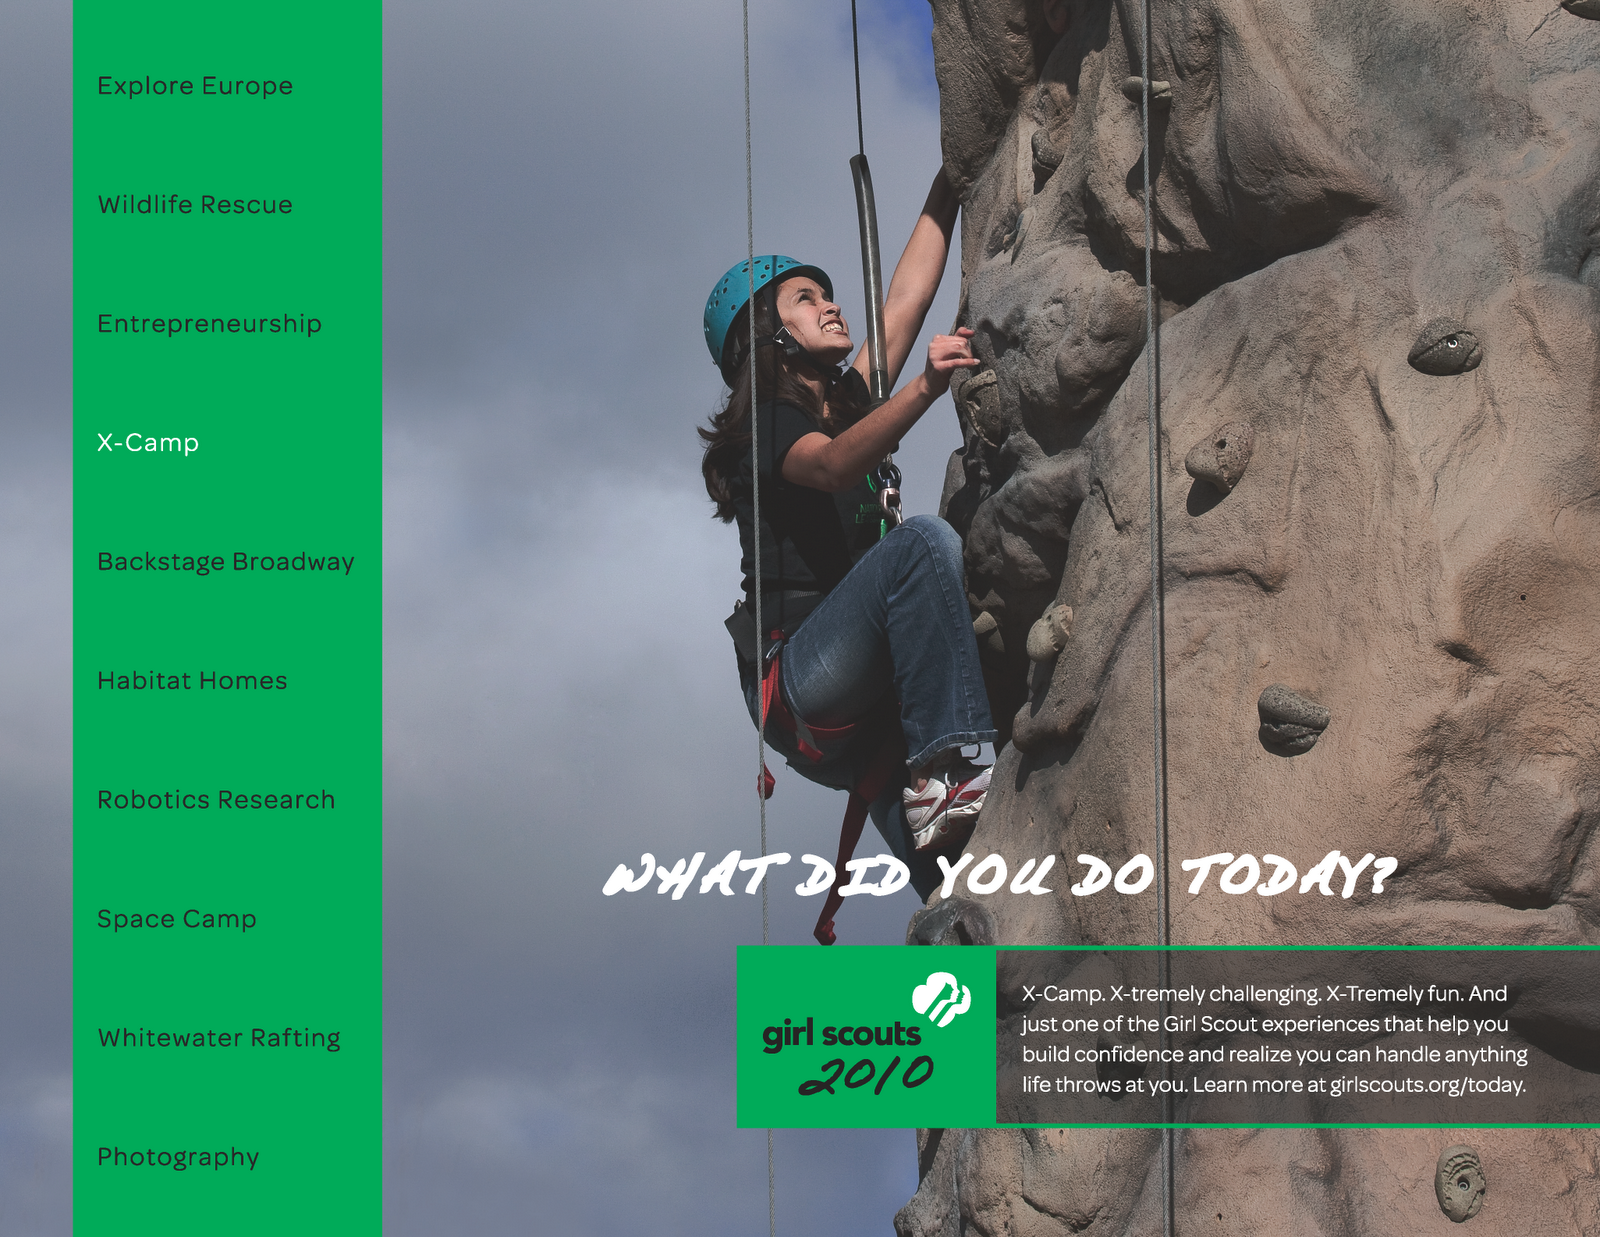 Explore Europe
Wildlife Rescue
Entrepreneurship
X-Camp
Backstage Broadway
Habitat Homes
Robotics Research
Space Camp
Whitewater Rafting
Photography
WHAT DID YOU DO TODAY?
girl scouts
2010
X-Camp. X-tremely challenging. X-Tremely fun. And
just one of the Girl Scout experiences that help you
build confidence and realize you can handle anything
life throws at you. Learn more at girlscouts.org/today.